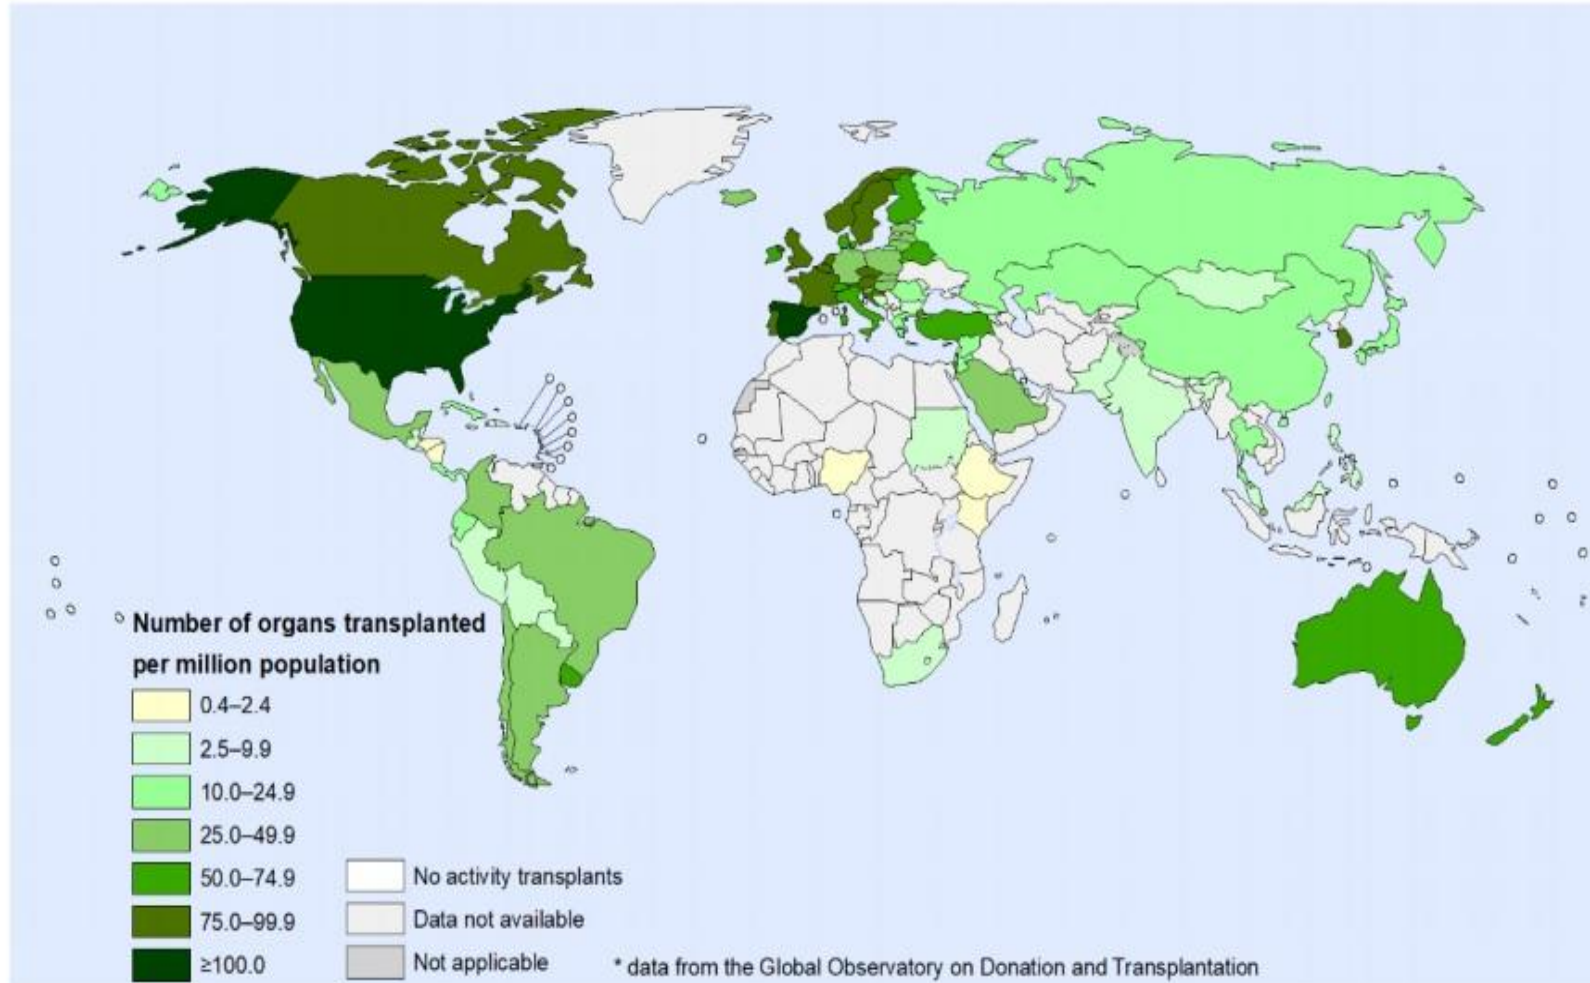 Number of organs transplanted
per million population
0.4–2.4
2.5–9.9
10.0–24.9
25.0–49.9
50.0–74.9
75.0–99.9
≥100.0
No activity transplants
Data not available
Not applicable
* data from the Global Observatory on Donation and Transplantation